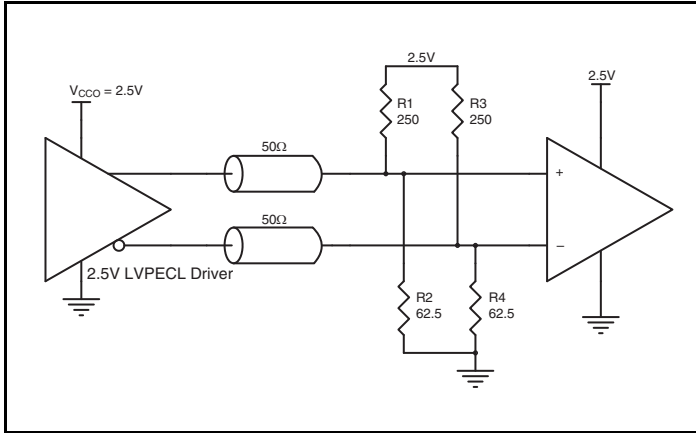 2.5V
V_CCO = 2.5V
2.5V
R1
250
R3
250
50Ω
+
50Ω
–
2.5V LVPECL Driver
R2
62.5
R4
62.5